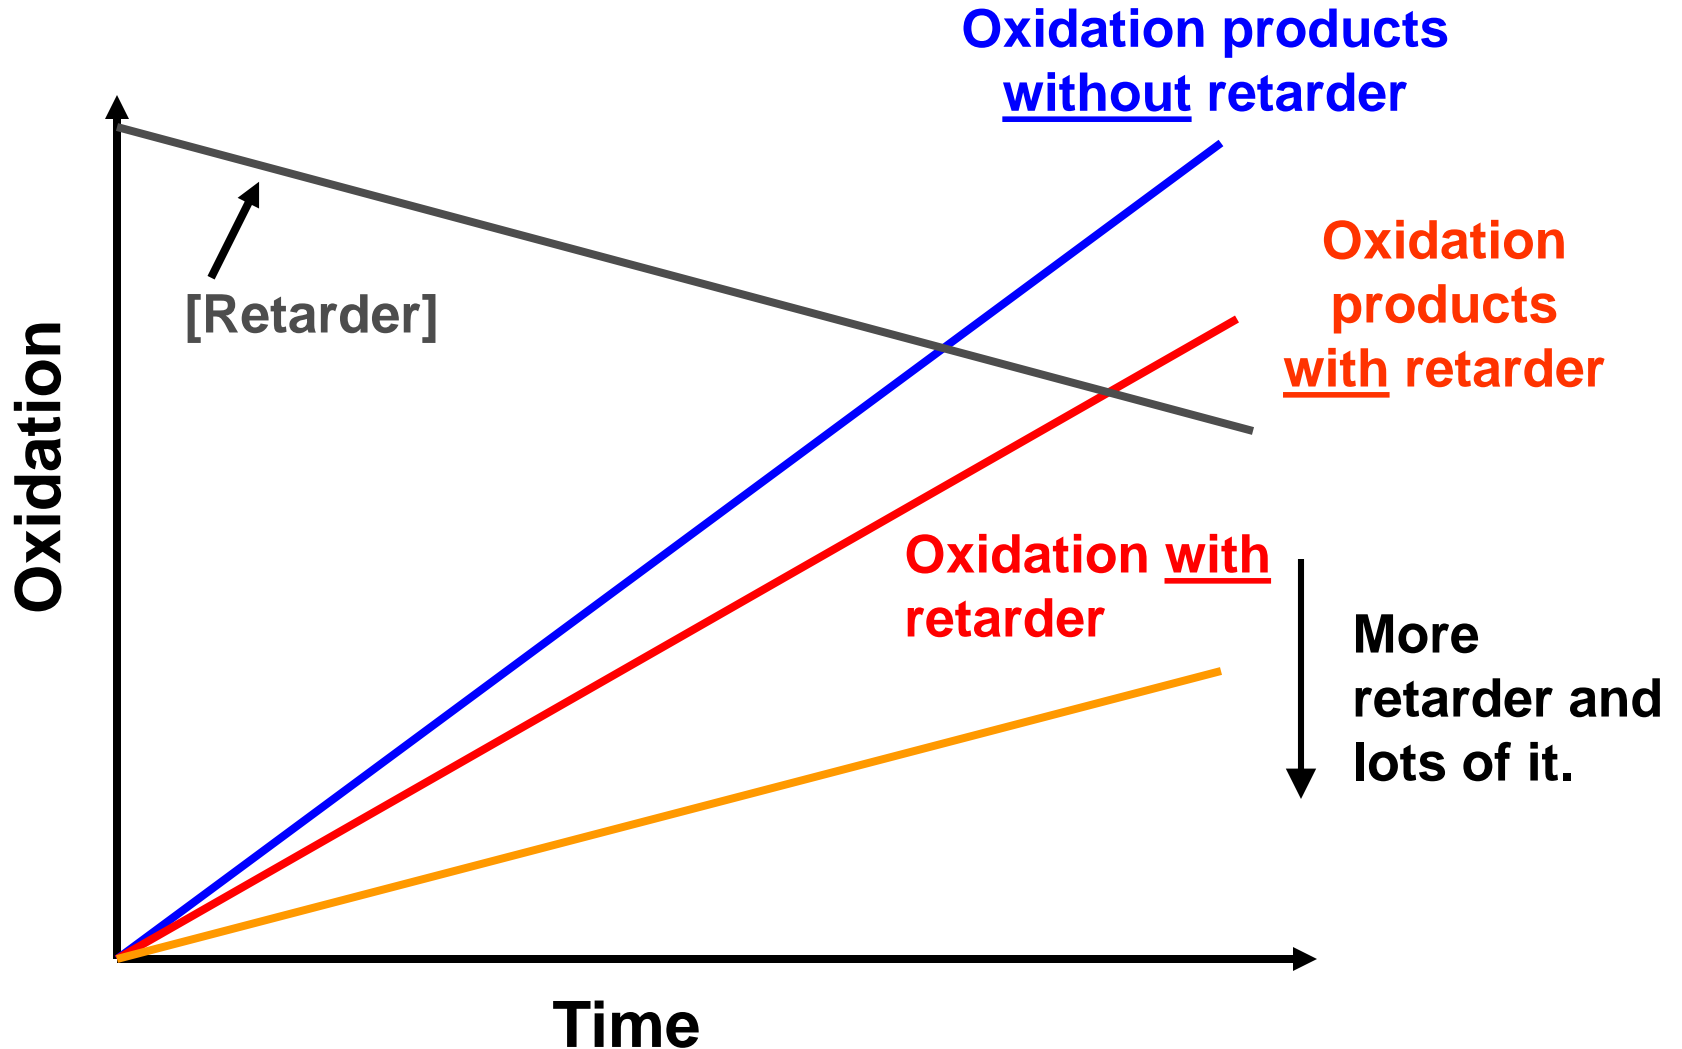 Oxidation products
without retarder
Oxidation
products
with retarder
[Retarder]
Oxidation
Oxidation with
retarder
More
retarder and
lots of it.
Time